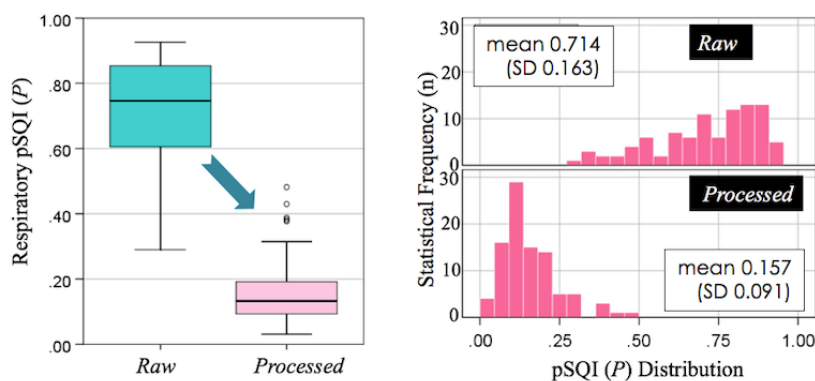 Respiratory pSQI (P)
1.00
.80
.60
.40
.20
.00
Raw
Processed
Statistical Frequency (n)
30
20
10
0
mean 0.714
(SD 0.163)
Raw
30
20
10
0
Processed
mean 0.157
(SD 0.091)
.00
.25
.50
.75
1.00
pSQI (P) Distribution